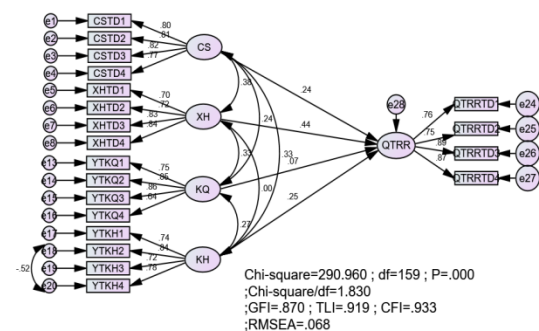 e1 CSTD1 .80
e2 CSTD2 .81
e3 CSTD3 .82
e4 CSTD4 .77
CS
e5 XHTD1 .70
e6 XHTD2 .72
e7 XHTD3 .83
e8 XHTD4 .84
XH
e13 YTKQ1 .75
e14 YTKQ2 .86
e15 YTKQ3 .86
e16 YTKQ4 .64
KQ
e17 YTKH1 .74
e18 YTKH2 .84
e19 YTKH3 .72
e20 YTKH4 .78
KH
-.52
.38
.24
.33
.33
.00
.27
.24
.44
.07
.25
e28
QTRR
.76 QTRRTD1 e24
.75 QTRRTD2 e25
.89 QTRRTD3 e26
.87 QTRRTD4 e27
Chi-square=290.960 ; df=159 ; P=.000
;Chi-square/df=1.830
;GFI=.870 ; TLI=.919 ; CFI=.933
;RMSEA=.068